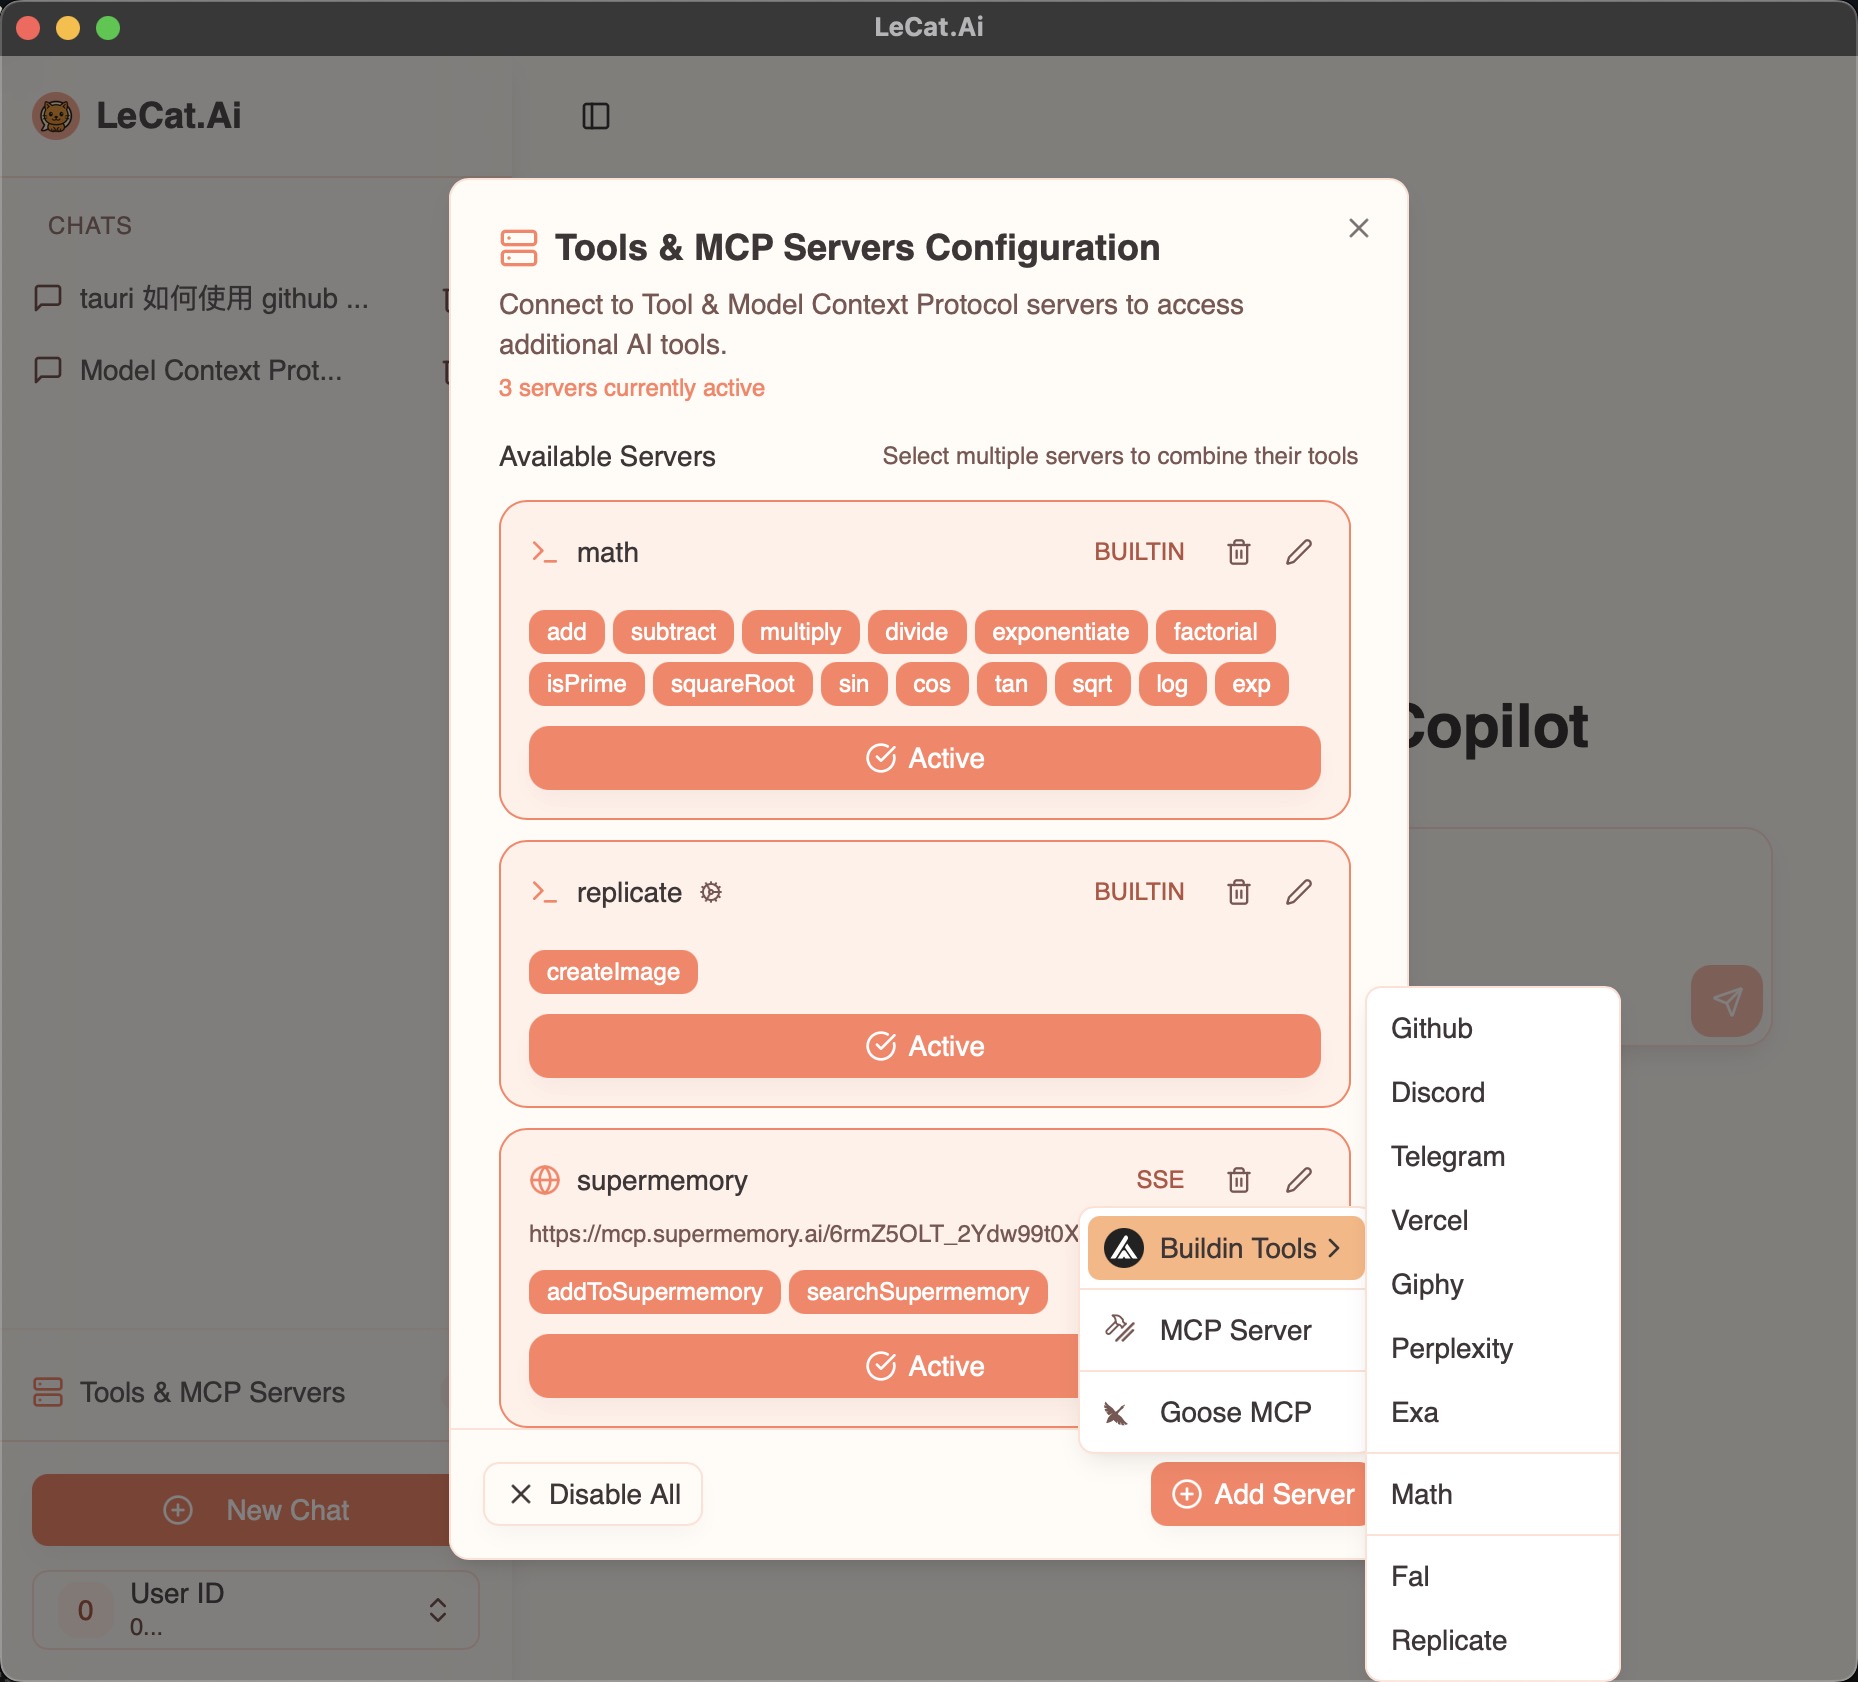 LeCat.Ai
LeCat.Ai
CHATS
tauri 如何使用 github ...
Model Context Prot...
Tools & MCP Servers
New Chat
0
User ID
0...
Copilot
Tools & MCP Servers Configuration
Connect to Tool & Model Context Protocol servers to access
additional AI tools.
3 servers currently active
Available Servers
Select multiple servers to combine their tools
math
BUILTIN
add subtract multiply divide exponentiate factorial
isPrime squareRoot sin cos tan sqrt log exp
Active
replicate
BUILTIN
createImage
Active
supermemory
SSE
https://mcp.supermemory.ai/6rmZ5OLT_2Ydw99t0X
addToSupermemory searchSupermemory
Active
Disable All
Add Server
Buildin Tools
MCP Server
Goose MCP
Github
Discord
Telegram
Vercel
Giphy
Perplexity
Exa
Math
Fal
Replicate